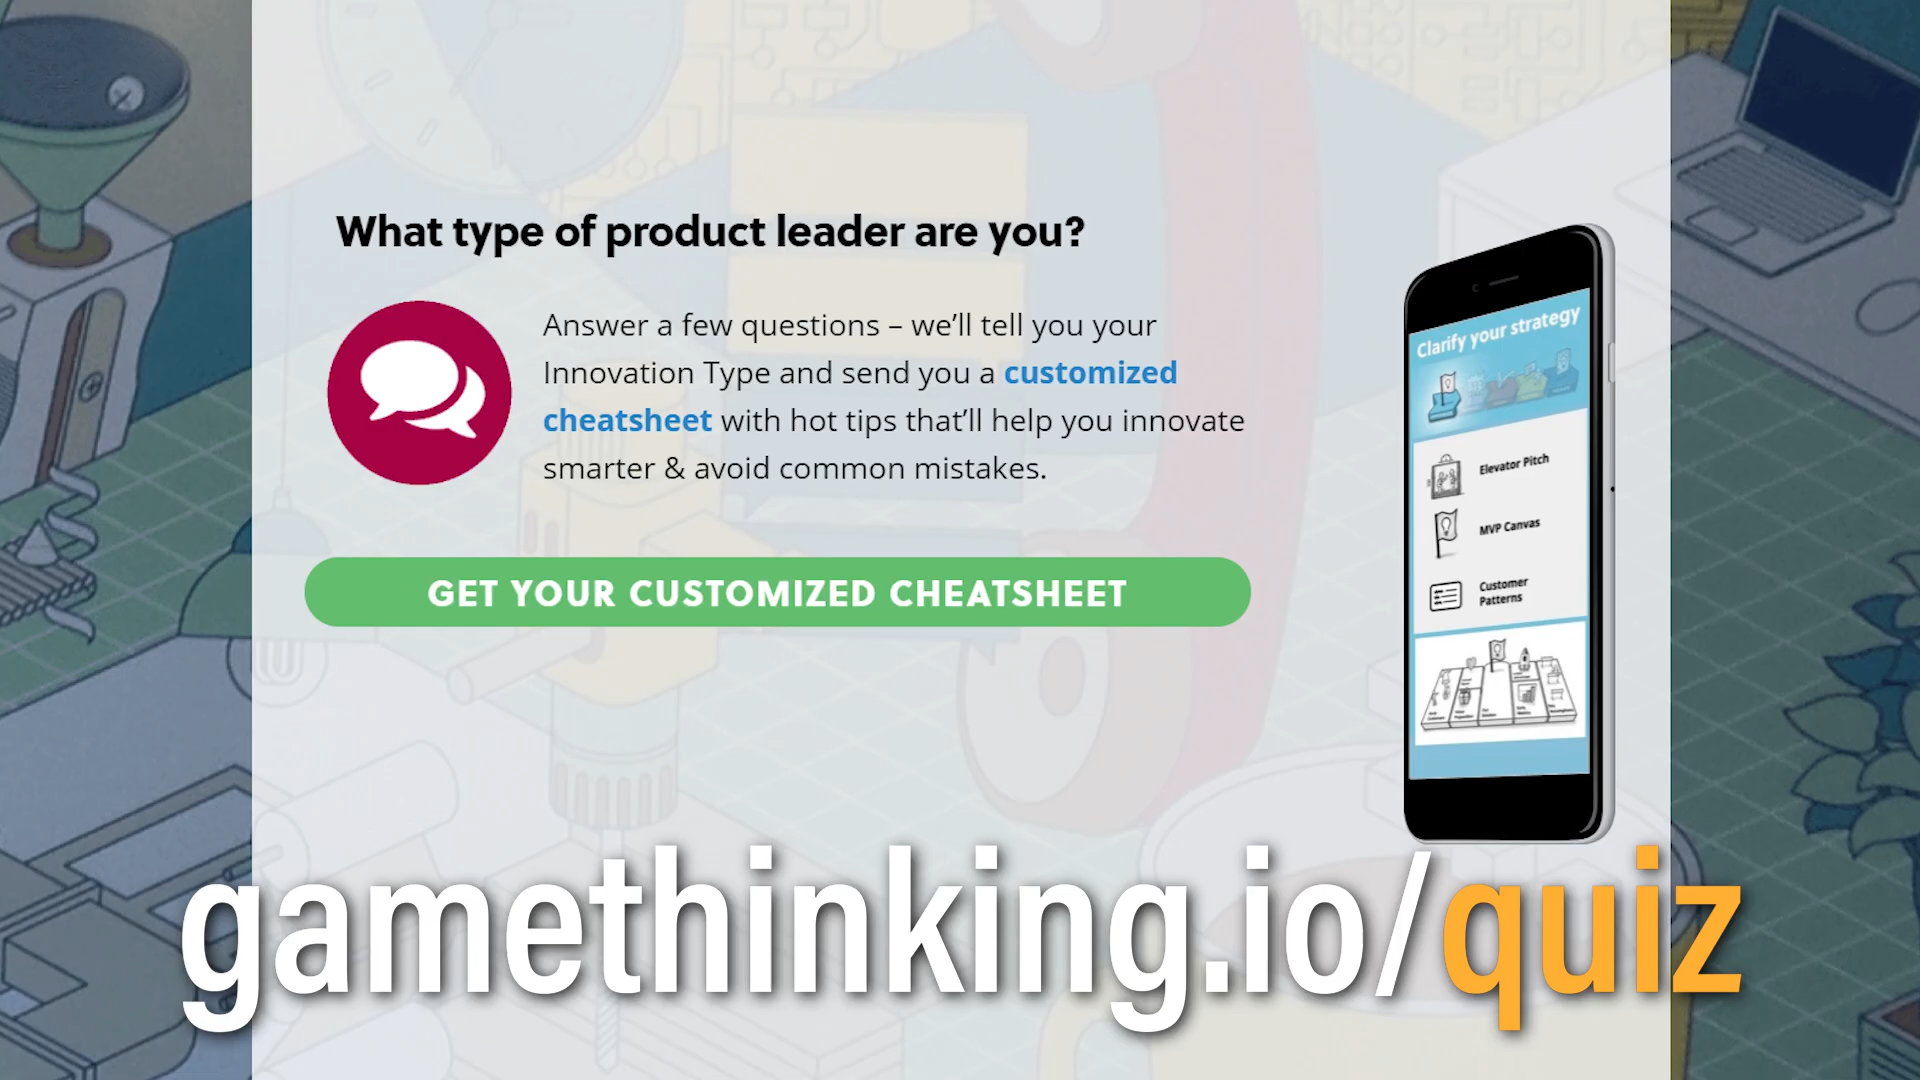 What type of product leader are you?
Answer a few questions – we'll tell you your
Innovation Type and send you a customized
cheatsheet with hot tips that'll help you innovate
smarter & avoid common mistakes.
GET YOUR CUSTOMIZED CHEATSHEET
Clarify your strategy
Elevator Pitch
MVP Canvas
Customer
Patterns
gamethinking.io/quiz